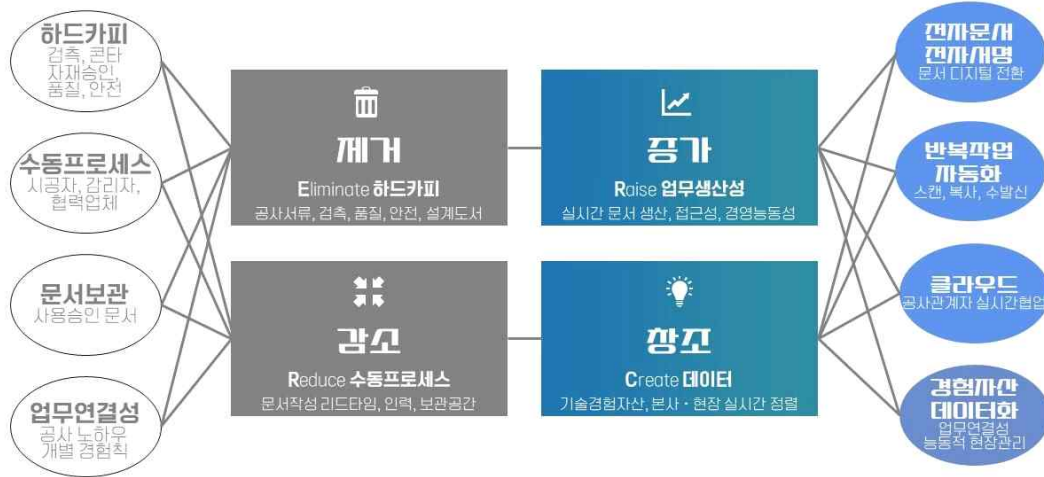 하드카피
검측, 콘타
자재승인,
품질, 안전
수동프로세스
시공자, 감리자,
협력업체
문서보관
사용승인 문서
업무연결성
공사 노하우
개별 경험칙
제거
Eliminate 하드카피
공사서류, 검측, 품질, 안전, 설계도서
감소
Reduce 수동프로세스
문서작성 리드타임, 인력, 보관공간
증가
Raise 업무생산성
실시간 문서 생산, 접근성, 경영능동성
창조
Create 데이터
기술경험자산, 본사·현장 실시간 정렬
전자문서
전자서명
문서 디지털 전환
반복작업
자동화
스캔, 복사, 수발신
클라우드
공사관계자 실시간협업
경험자산
데이터화
업무연결성
능동적 현장관리